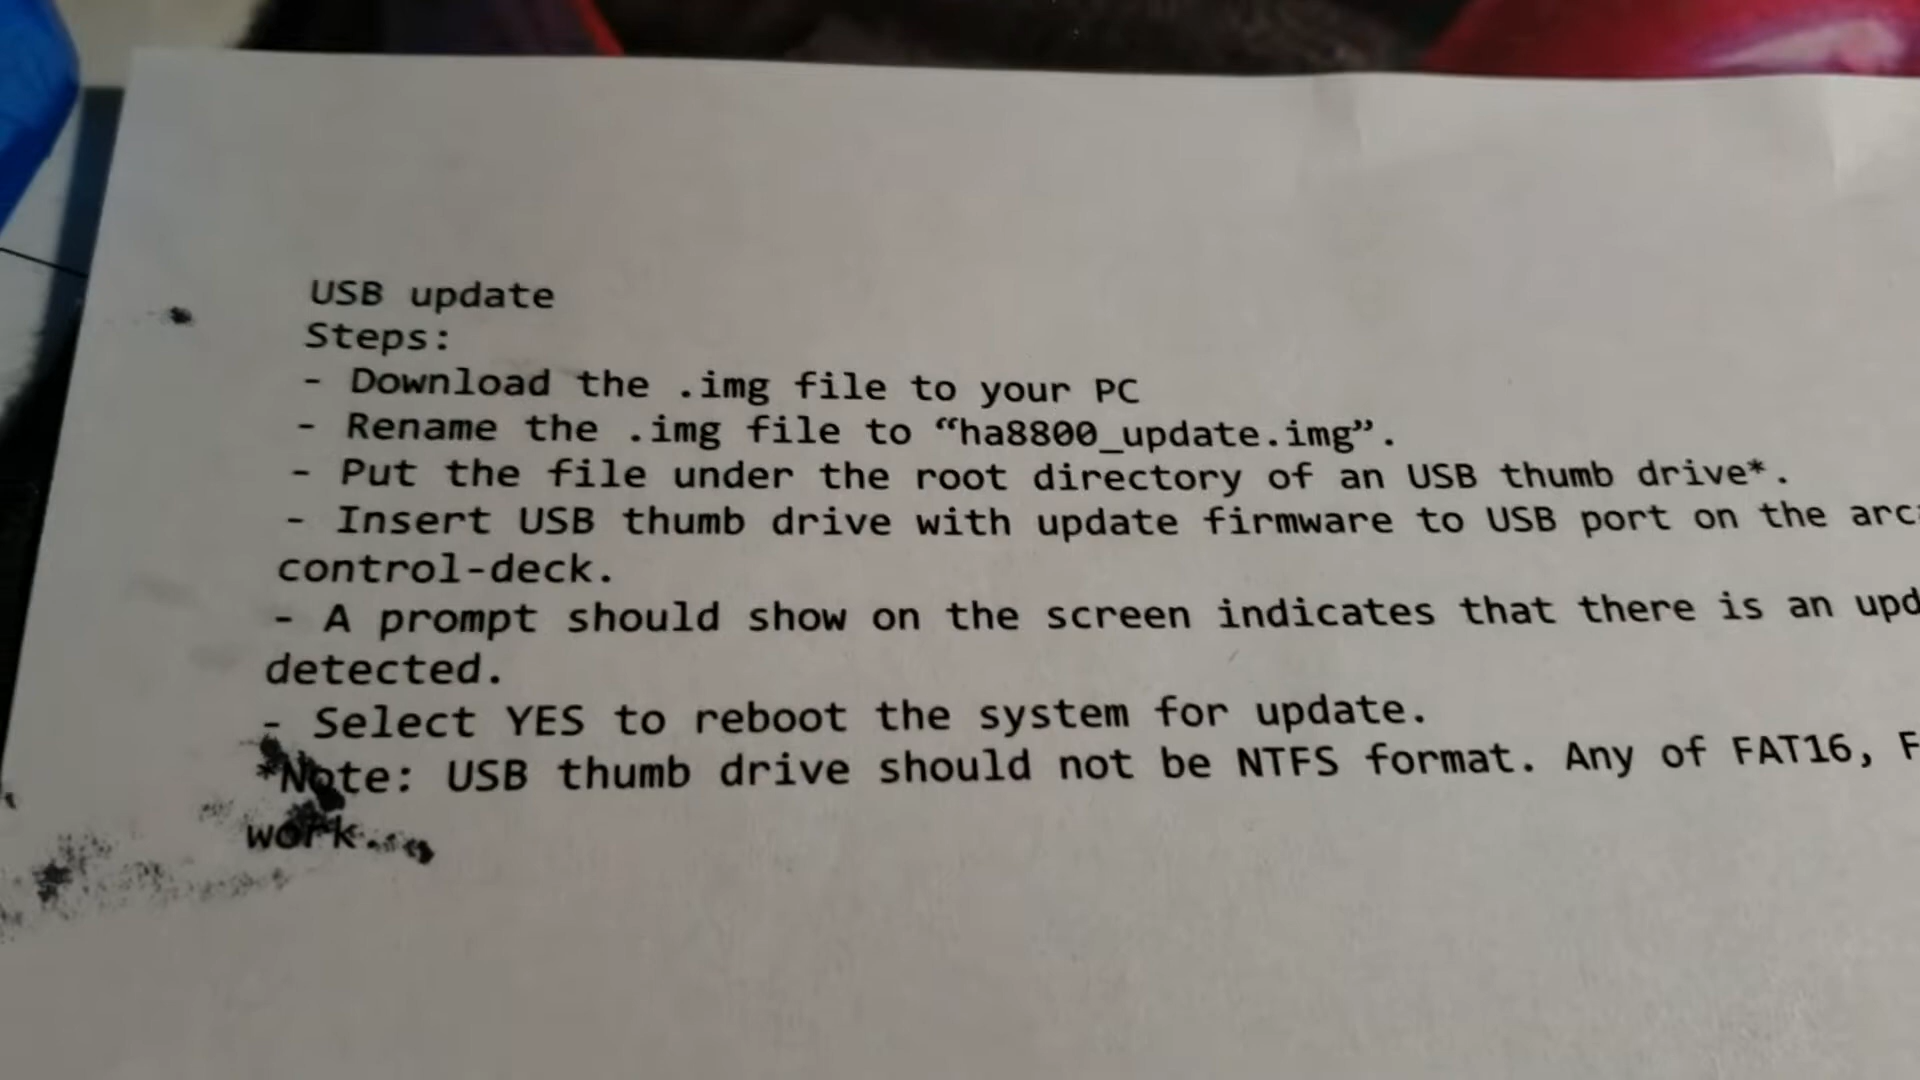 USB update
Steps:
- Download the .img file to your PC
- Rename the .img file to “ha8800_update.img”.
- Put the file under the root directory of an USB thumb drive*.
- Insert USB thumb drive with update firmware to USB port on the
control-deck.
- A prompt should show on the screen indicates that there is an
detected.
- Select YES to reboot the system for update.
*Note: USB thumb drive should not be NTFS format. Any of FAT16,
work.